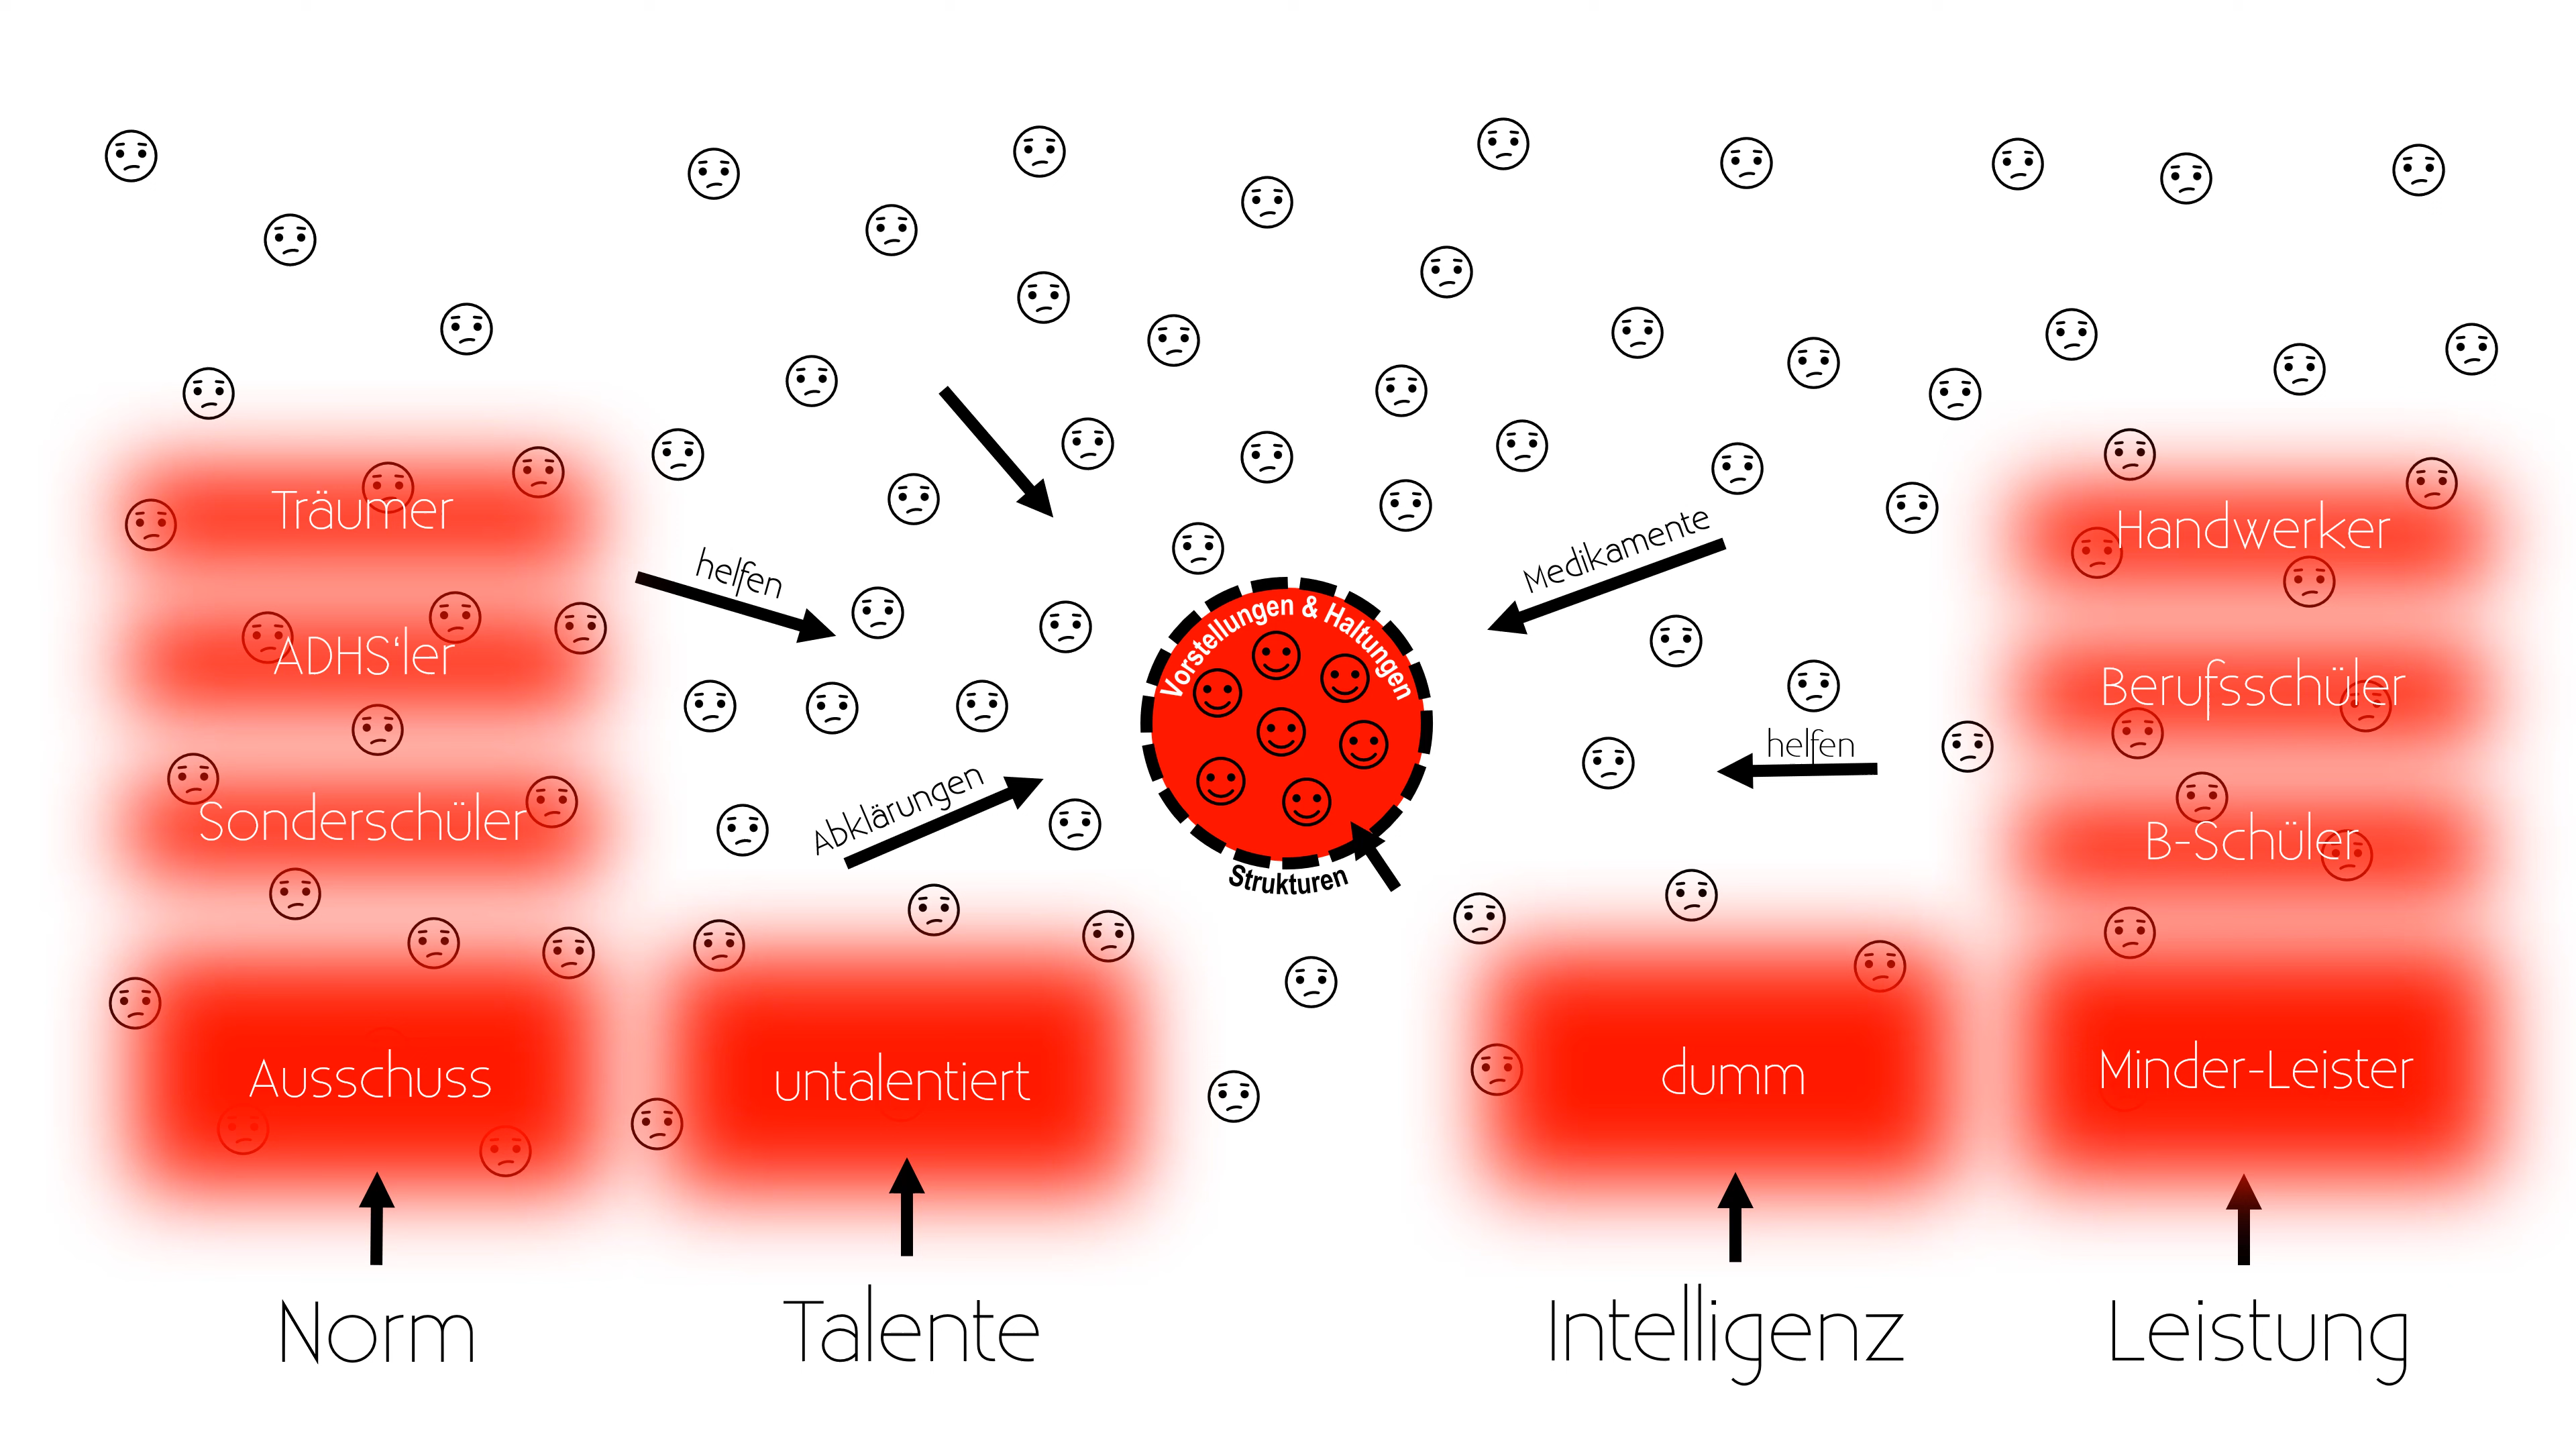 Träumer
ADHS‘ler
Sonderschüler
Ausschuss
Norm
helfen
Abklärungen
untalentiert
Talente
Vorstellungen & Haltungen
Strukturen
Medikamente
helfen
dumm
Intelligenz
Handwerker
Berufsschüler
B-Schüler
Minder-Leister
Leistung